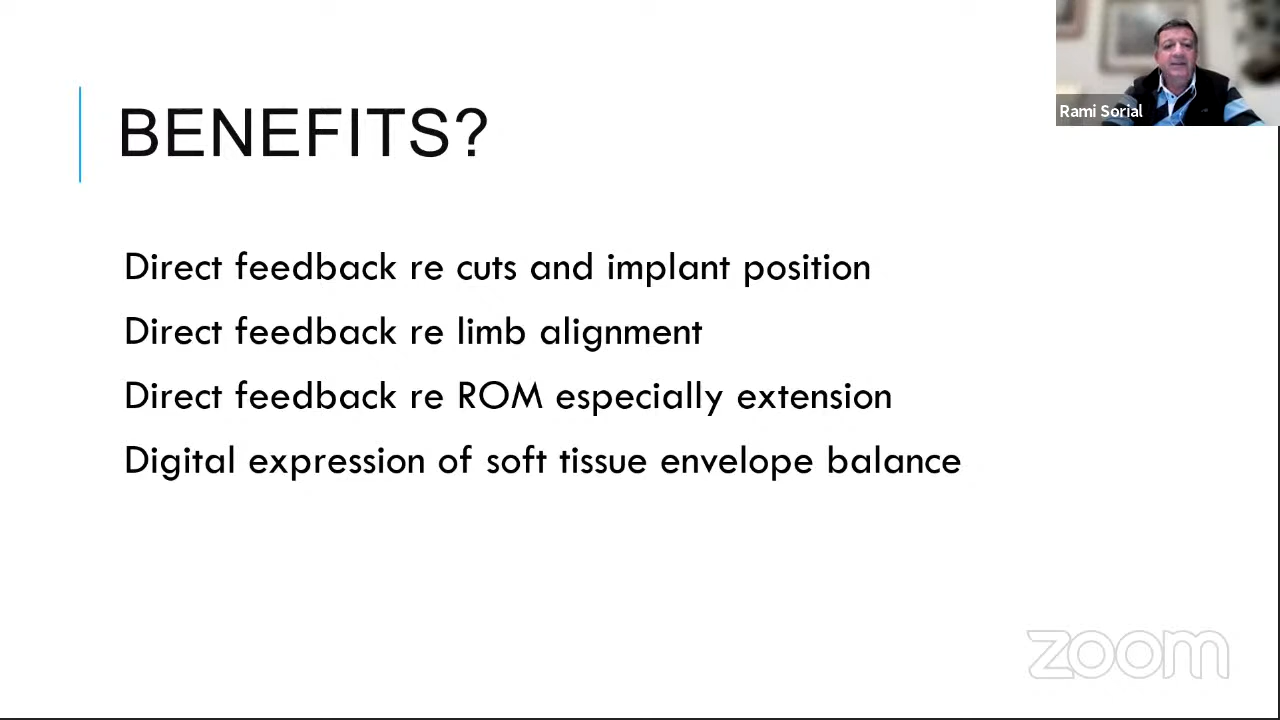 BENEFITS?
Rami Sorial
Direct feedback re cuts and implant position
Direct feedback re limb alignment
Direct feedback re ROM especially extension
Digital expression of soft tissue envelope balance
zoom